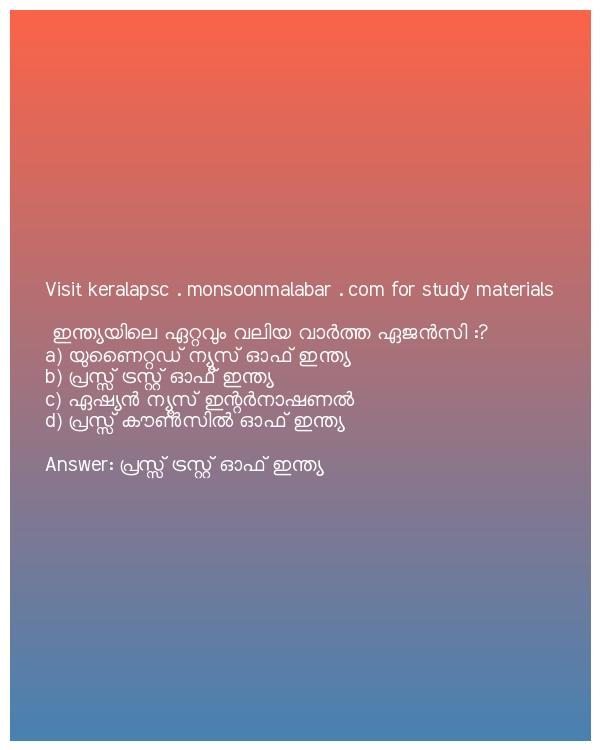 Visit keralapsc . monsoonmalabar . com for study materials
ഇന്ത്യയിലെ ഏറ്റവും വലിയ വാർത്ത ഏജൻസി :?
a) യുണൈറ്റഡ് ന്യൂസ് ഓഫ് ഇന്ത്യ
b) പ്രസ്സ് ട്രസ്റ്റ് ഓഫ് ഇന്ത്യ
c) ഏഷ്യൻ ന്യൂസ് ഇന്റർനാഷണൽ
d) പ്രസ്സ് കൗൺസിൽ ഓഫ് ഇന്ത്യ
Answer: പ്രസ്സ് ട്രസ്റ്റ് ഓഫ് ഇന്ത്യ